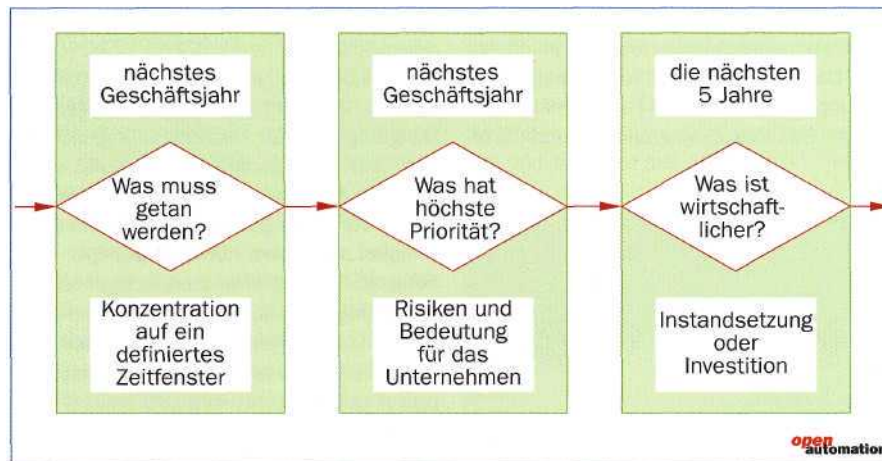 nächstes
Geschäftsjahr
Was muss
getan
werden?
Konzentration
auf ein
definiertes
Zeitfenster
nächstes
Geschäftsjahr
Was hat
höchste
Priorität?
Risiken und
Bedeutung
für das
Unternehmen
die nächsten
5 Jahre
Was ist
wirtschaft-
licher?
Instandsetzung
oder
Investition
open
automation